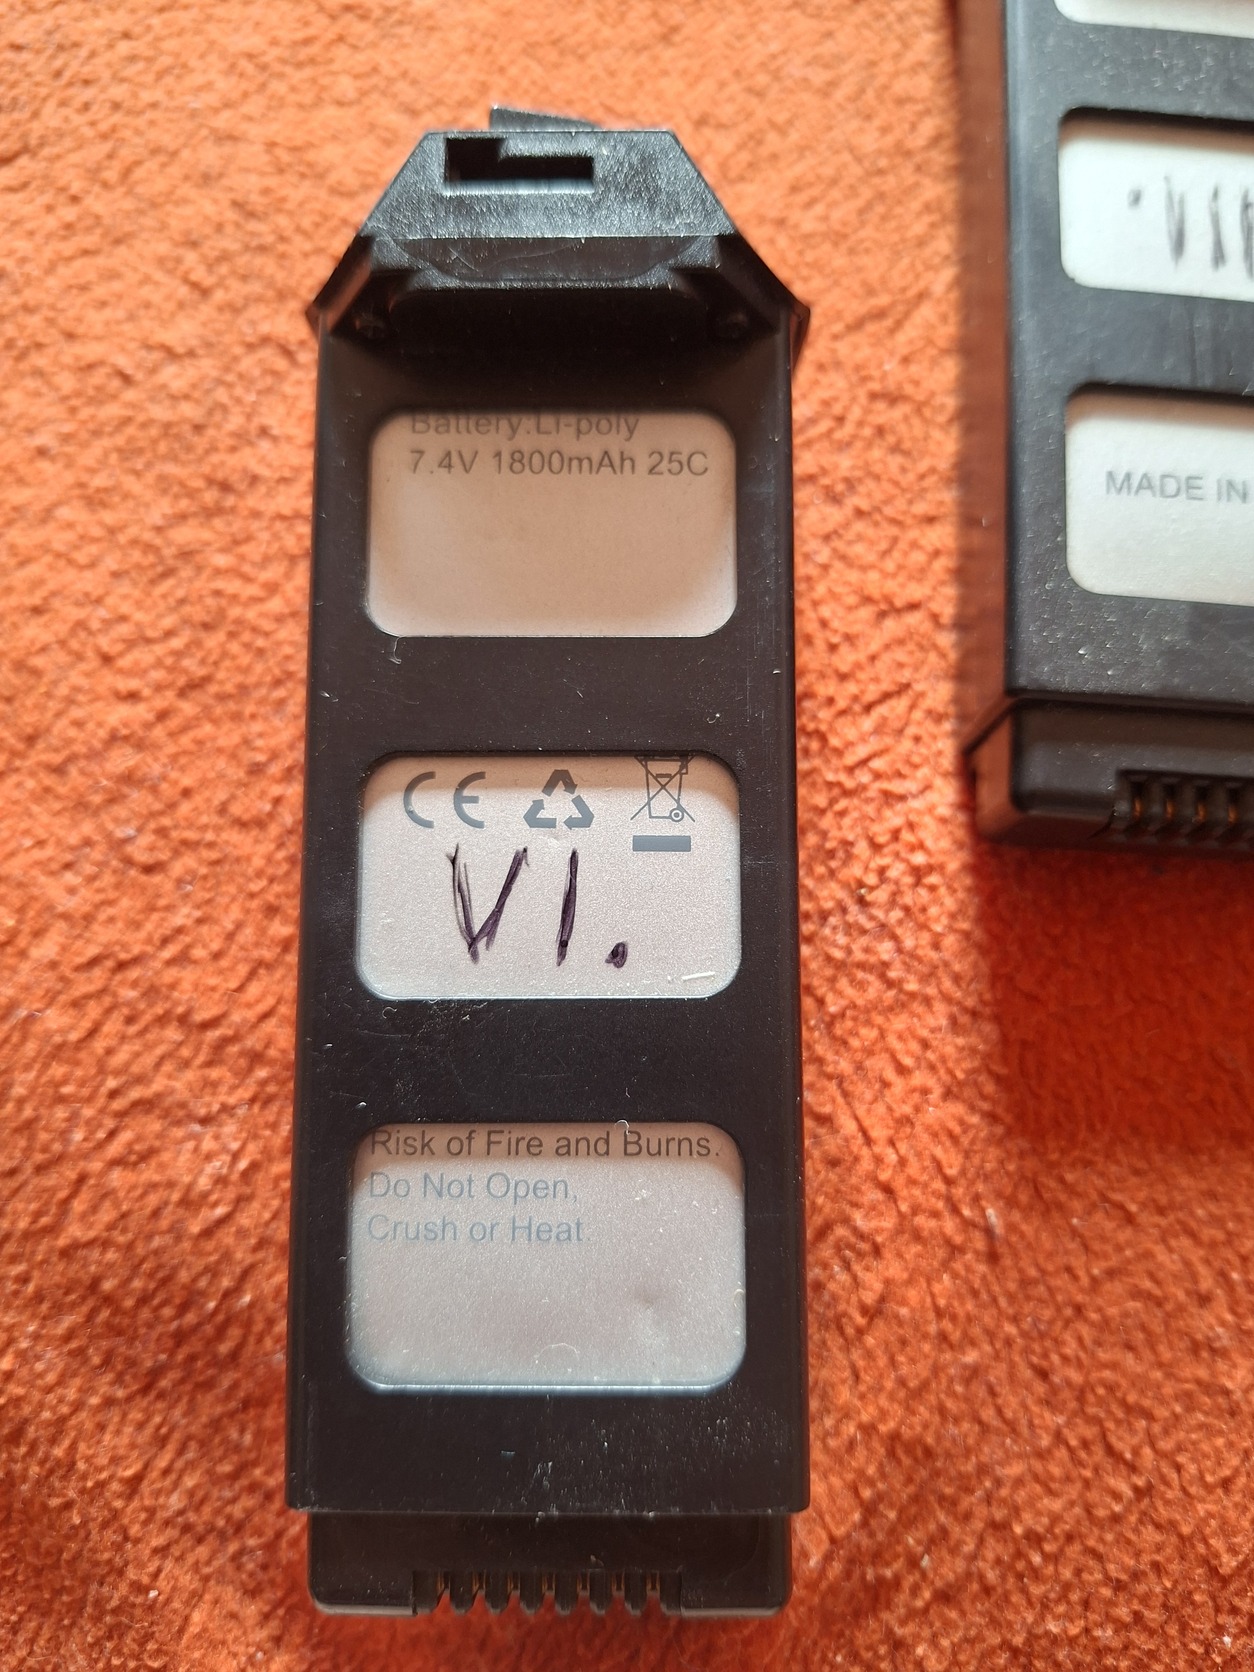 Battery:Li-poly
7.4V 1800mAh 25C
CE
V1.
Risk of Fire and Burns.
Do Not Open,
Crush or Heat.
MADE IN